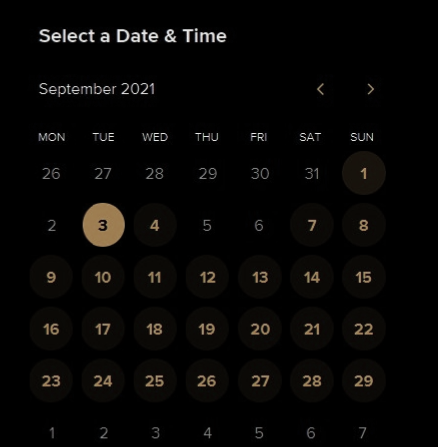 Select a Date & Time
September 2021
MON TUE WED THU FRI SAT SUN
26 27 28 29 30 31 1
2 3 4 5 6 7 8
9 10 11 12 13 14 15
16 17 18 19 20 21 22
23 24 25 26 27 28 29
1 2 3 4 5 6 7